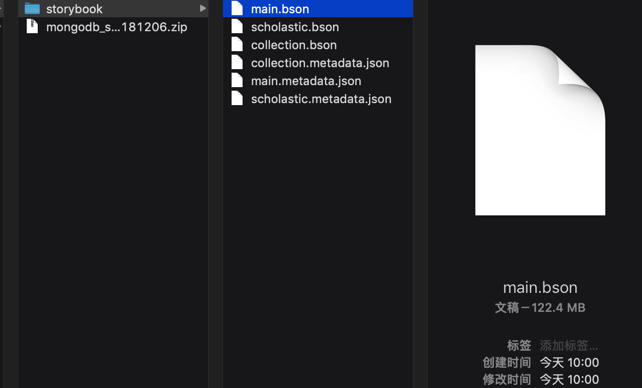 storybook
mongodb_s...181206.zip
main.bson
scholastic.bson
collection.bson
collection.metadata.json
main.metadata.json
scholastic.metadata.json
main.bson
文稿 – 122.4 MB
标签 添加标签...
创建时间 今天 10:00
修改时间 今天 10:00